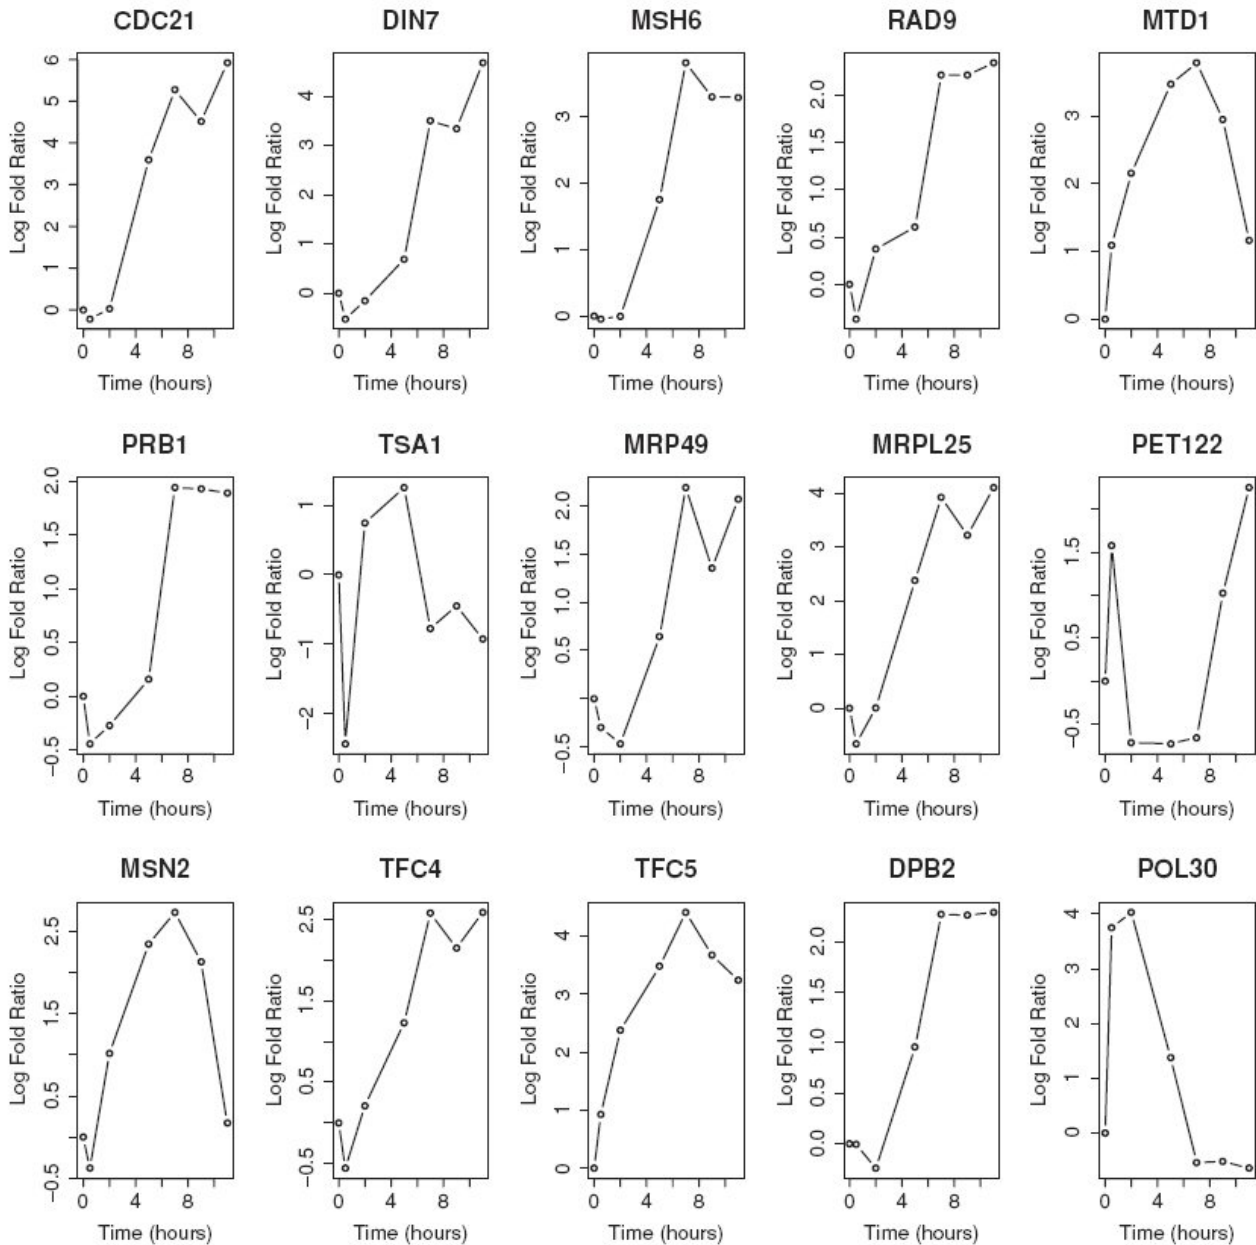 CDC21 DIN7 MSH6 RAD9 MTD1
Log Fold Ratio 0 1 2 3 4 5 6 Log Fold Ratio 0 1 2 3 4 Log Fold Ratio 0 1 2 3 Log Fold Ratio 0.0 0.5 1.0 1.5 2.0 Log Fold Ratio 0 1 2 3
0 4 8 0 4 8 0 4 8 0 4 8 0 4 8
Time (hours) Time (hours) Time (hours) Time (hours) Time (hours)
PRB1 TSA1 MRP49 MRPL25 PET122
Log Fold Ratio −0.5 0.0 0.5 1.0 1.5 2.0 Log Fold Ratio −2 −1 0 1 Log Fold Ratio −0.5 0.5 1.0 1.5 2.0 Log Fold Ratio 0 1 2 3 4 Log Fold Ratio −0.5 0.5 1.5
0 4 8 0 4 8 0 4 8 0 4 8 0 4 8
Time (hours) Time (hours) Time (hours) Time (hours) Time (hours)
MSN2 TFC4 TFC5 DPB2 POL30
Log Fold Ratio −0.5 0.5 1.5 2.5 Log Fold Ratio −0.5 0.5 1.5 2.5 Log Fold Ratio 0 1 2 3 4 Log Fold Ratio 0.0 0.5 1.0 1.5 2.0 Log Fold Ratio 0 1 2 3 4
0 4 8 0 4 8 0 4 8 0 4 8 0 4 8
Time (hours) Time (hours) Time (hours) Time (hours) Time (hours)